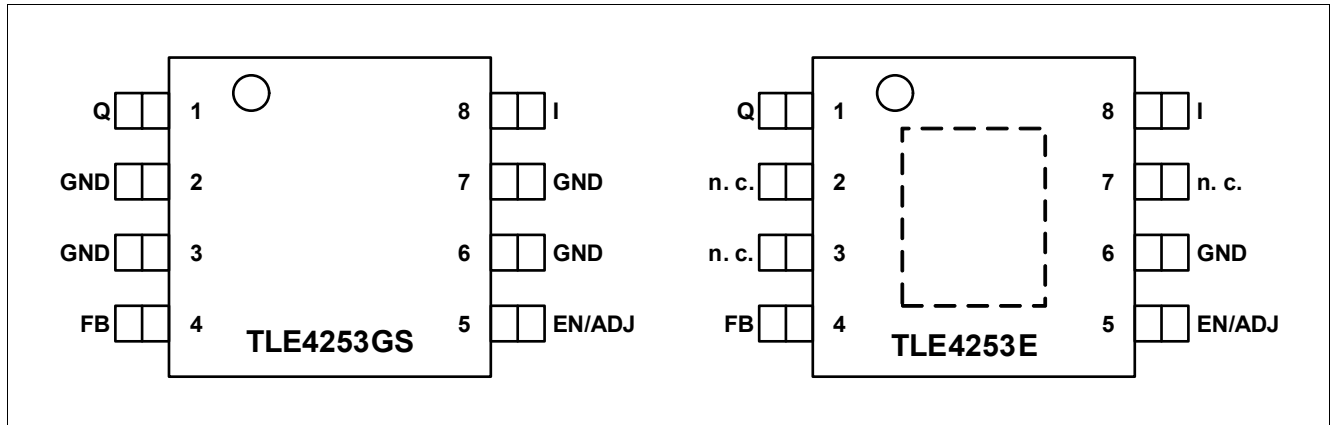 Q 1 8 I
GND 2 7 GND
GND 3 6 GND
FB 4 5 EN/ADJ
TLE4253GS
Q 1 8 I
n. c. 2 7 n. c.
n. c. 3 6 GND
FB 4 5 EN/ADJ
TLE4253E